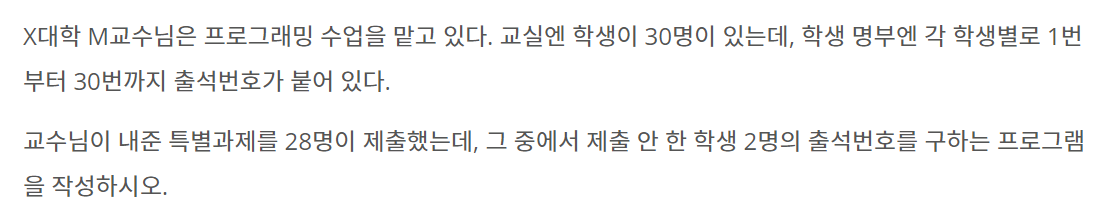 X대학 M교수님은 프로그래밍 수업을 맡고 있다. 교실엔 학생이 30명이 있는데, 학생 명부엔 각 학생별로 1번
부터 30번까지 출석번호가 붙어 있다.
교수님이 내준 특별과제를 28명이 제출했는데, 그 중에서 제출 안 한 학생 2명의 출석번호를 구하는 프로그램
을 작성하시오.